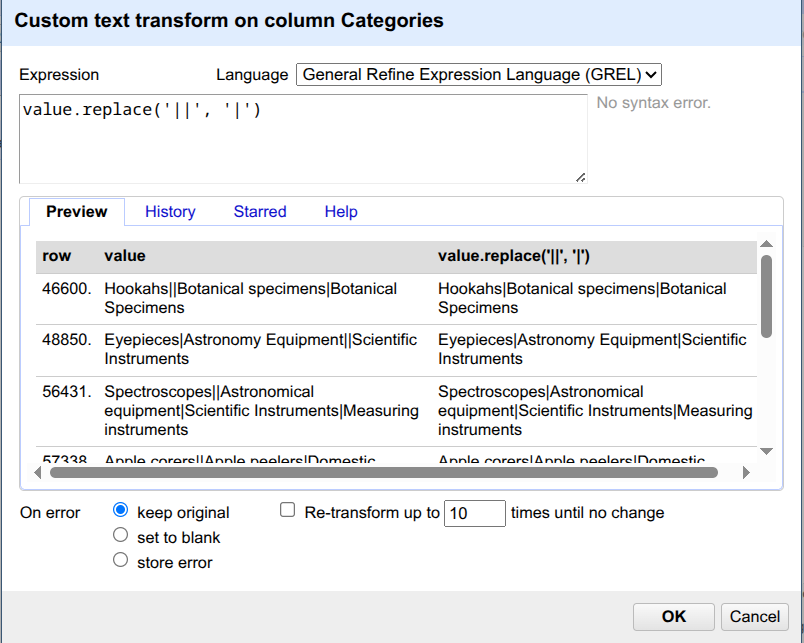 Custom text transform on column Categories
Expression Language General Refine Expression Language (GREL)
value.replace('||', '|')
No syntax error.
Preview History Starred Help
row value value.replace('||', '|')
46600. Hookahs||Botanical specimens|Botanical Specimens Hookahs|Botanical specimens|Botanical Specimens
48850. Eyepieces|Astronomy Equipment||Scientific Instruments Eyepieces|Astronomy Equipment|Scientific Instruments
56431. Spectroscopes||Astronomical equipment|Scientific Instruments|Measuring instruments Spectroscopes|Astronomical equipment|Scientific Instruments|Measuring instruments
57338. Apple corers||Apple peelers|Domestic Apple corers|Apple peelers|Domestic
On error keep original Re-transform up to 10 times until no change
set to blank
store error
OK Cancel